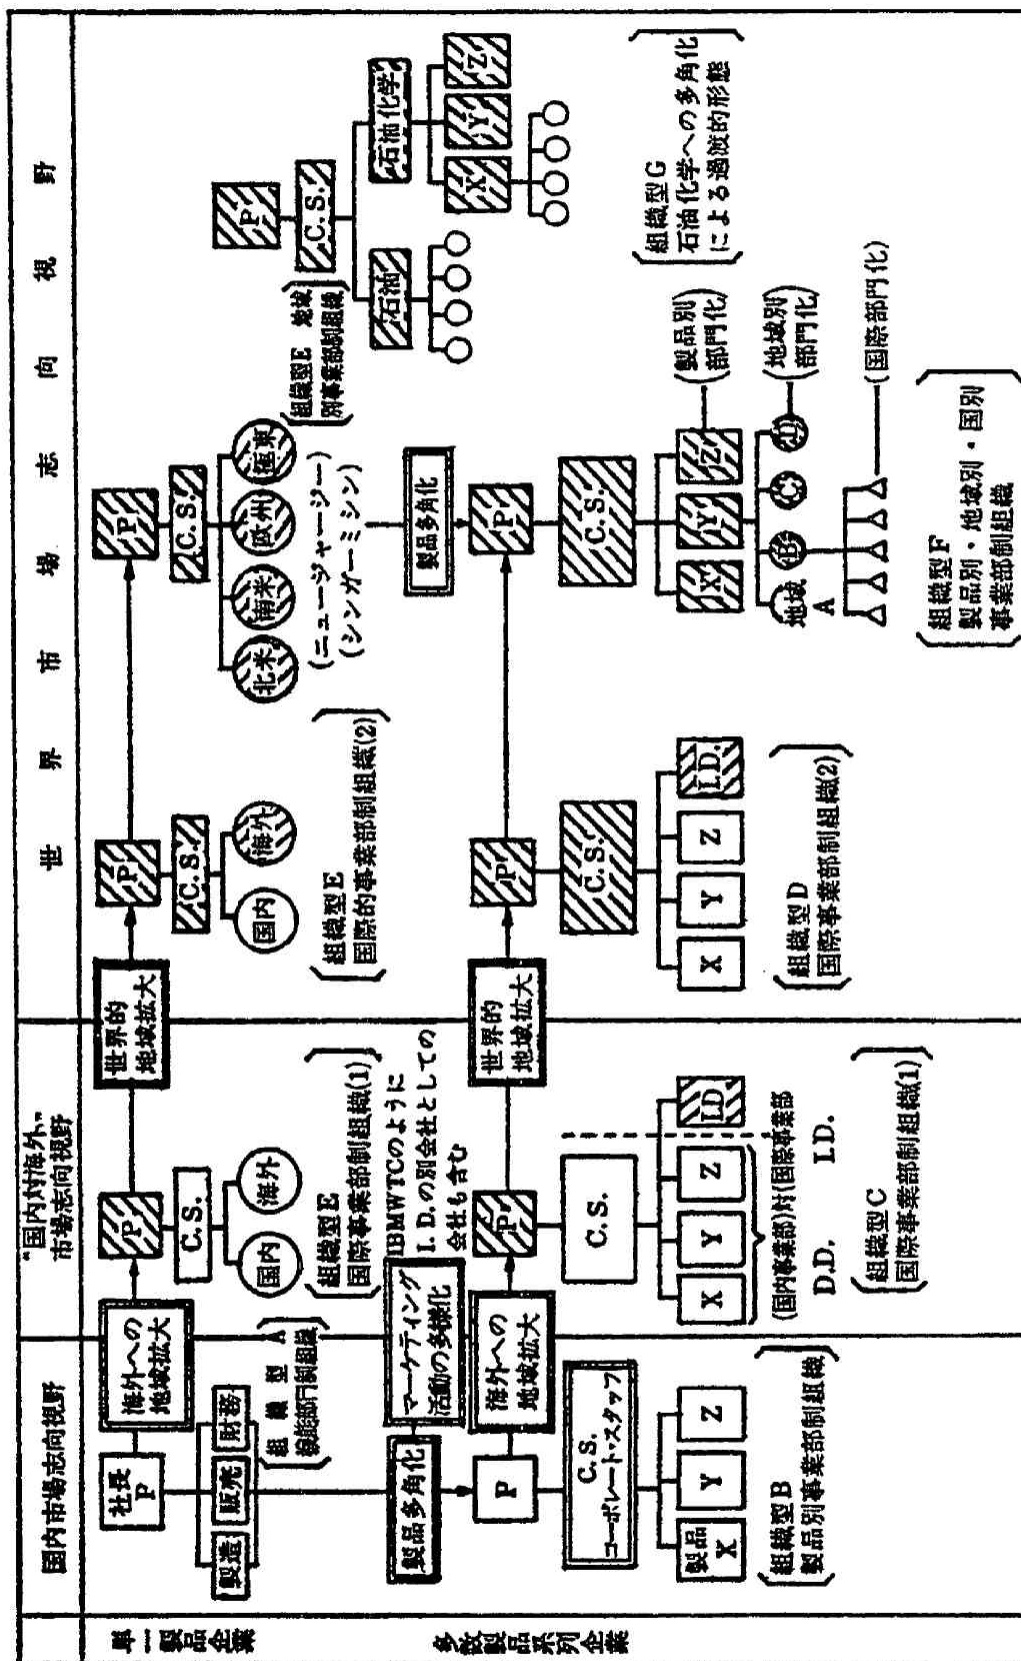 国内市場志向視野
"国内対海外"
市場志向視野
世界市場志向視野
単一製品企業
社長
P
製造
販売
財務
組織型A
機能部門制組織
海外への
地域拡大
P
C.S.
国内
海外
組織型E
国際事業部制組織(1)
IBMWTCのように
I.D.の別会社としての
会社も含む
世界的
地域拡大
P
C.S.
国内
海外
組織型E
国際的事業部制組織(2)
P
C.S.
北米
南米
欧州
極東
(ニュージャージー)
(シンガーミシン)
組織型E 地域
別事業部制組織
P
C.S.
石油
石油化学
X
Y
Z
組織型G
石油化学への多角化
による過渡的形態
多数製品系列企業
製品多角化
マーケティング
活動の多様化
P
C.S.
コーポレート・スタッフ
製品
X
Y
Z
組織型B
製品別事業部制組織
海外への
地域拡大
P
C.S.
X
Y
Z
I.D
(国内事業部)対(国際事業部
D.D. I.D.
組織型C
国際事業部制組織(1)
世界的
地域拡大
P
C.S.
X
Y
Z
I.D.
組織型D
国際事業部制組織(2)
製品多角化
P
C.S.
X
Y
Z
(製品別
部門化)
地域
A
B
C
D
(地域別
部門化)
(国際部門化)
組織型F
製品別・地域別・国別
事業部制組織